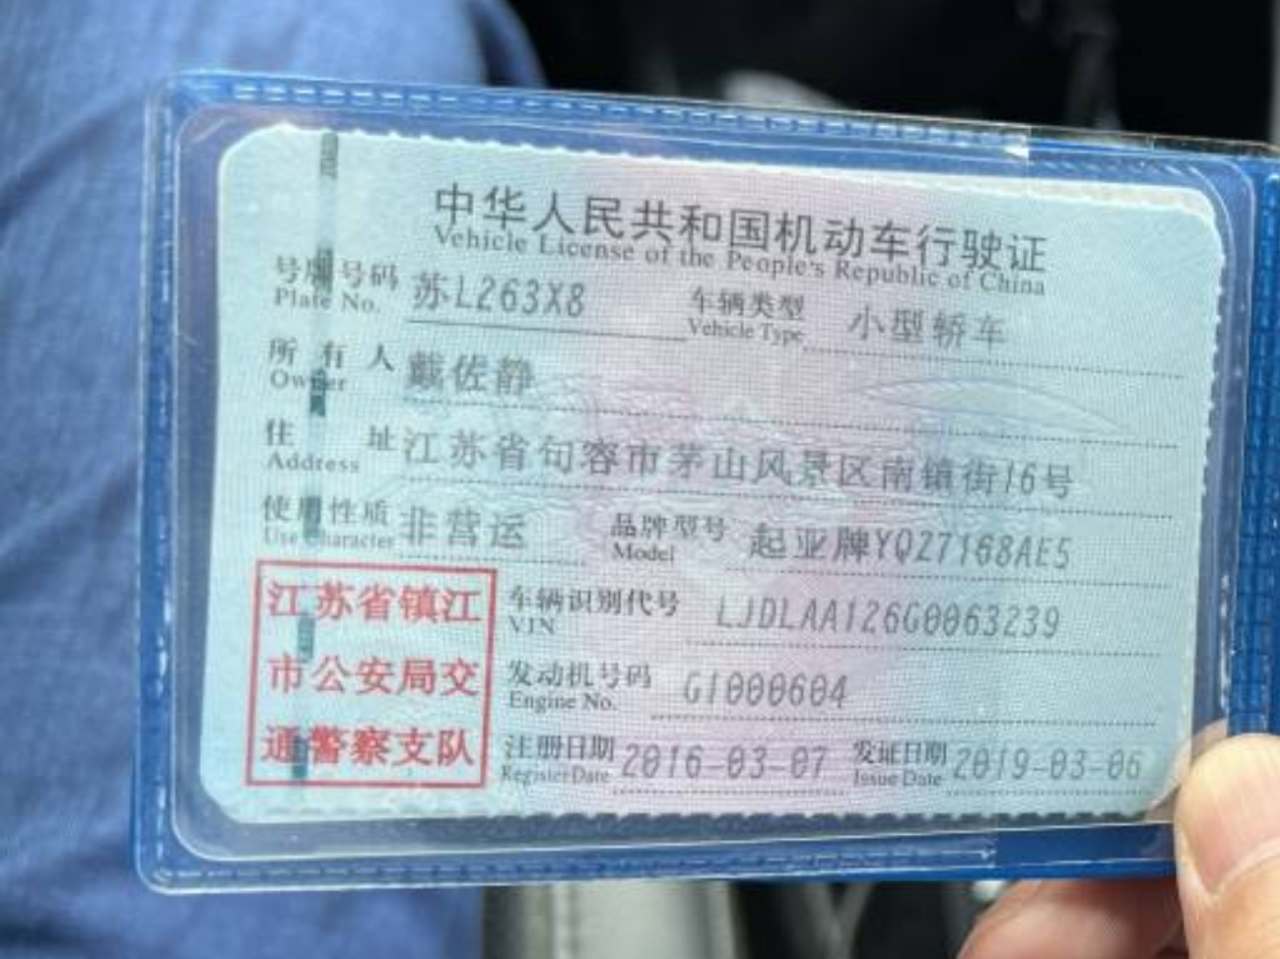 中华人民共和国机动车行驶证
Vehicle License of the People's Republic of China
号牌号码 苏L263X8 车辆类型 小型轿车
Plate No. Vehicle Type
所有人 戴佐静
Owner
住址 江苏省句容市茅山风景区南镇街16号
Address
使用性质 非营运 品牌型号 起亚牌YQZ7168AE5
Use Character Model
江苏省镇江
市公安局交
通警察支队
车辆识别代号 LJDLAA126G0063239
VIN
发动机号码 G1000604
Engine No.
注册日期 2016-03-07 发证日期 2019-03-06
Register Date Issue Date